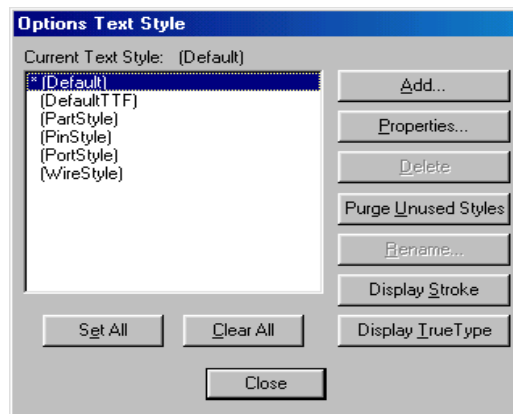 Options Text Style
Current Text Style: (Default)
* (Default)
(DefaultTTF)
(PartStyle)
(PinStyle)
(PortStyle)
(WireStyle)
Add...
Properties...
Delete
Purge Unused Styles
Rename...
Display Stroke
Display TrueType
Set All
Clear All
Close